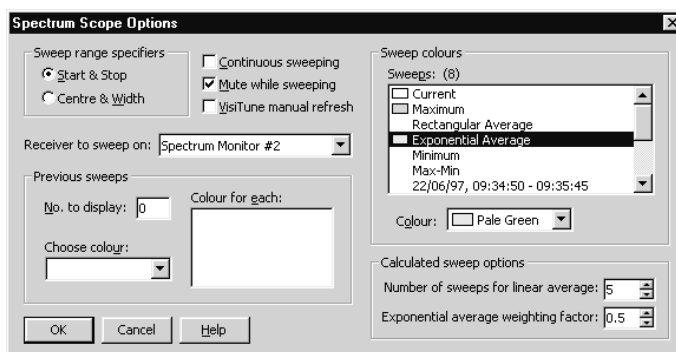 Spectrum Scope Options
Sweep range specifiers
Start & Stop
Centre & Width
Continuous sweeping
Mute while sweeping
VisiTune manual refresh
Receiver to sweep on: Spectrum Monitor #2
Previous sweeps
No. to display: 0
Choose colour:
Colour for each:
OK
Cancel
Help
Sweep colours
Sweeps: (8)
Current
Maximum
Rectangular Average
Exponential Average
Minimum
Max-Min
22/06/97, 09:34:50 - 09:35:45
Colour: Pale Green
Calculated sweep options
Number of sweeps for linear average: 5
Exponential average weighting factor: 0.5